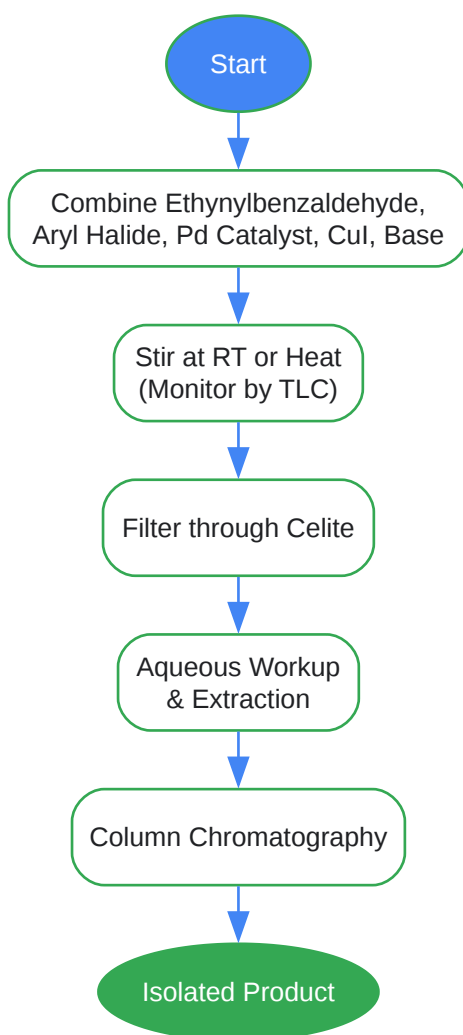 Start
Combine Ethynylbenzaldehyde,
Aryl Halide, Pd Catalyst, CuI, Base
Stir at RT or Heat
(Monitor by TLC)
Filter through Celite
Aqueous Workup
& Extraction
Column Chromatography
Isolated Product